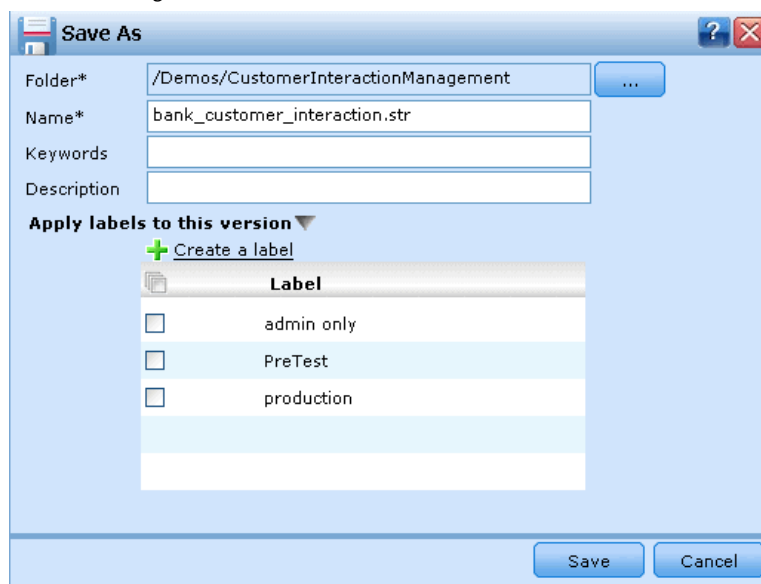 Save As
?
Folder* /Demos/CustomerInteractionManagement ...
Name* bank_customer_interaction.str
Keywords
Description
Apply labels to this version
Create a label
Label
admin only
PreTest
production
Save Cancel